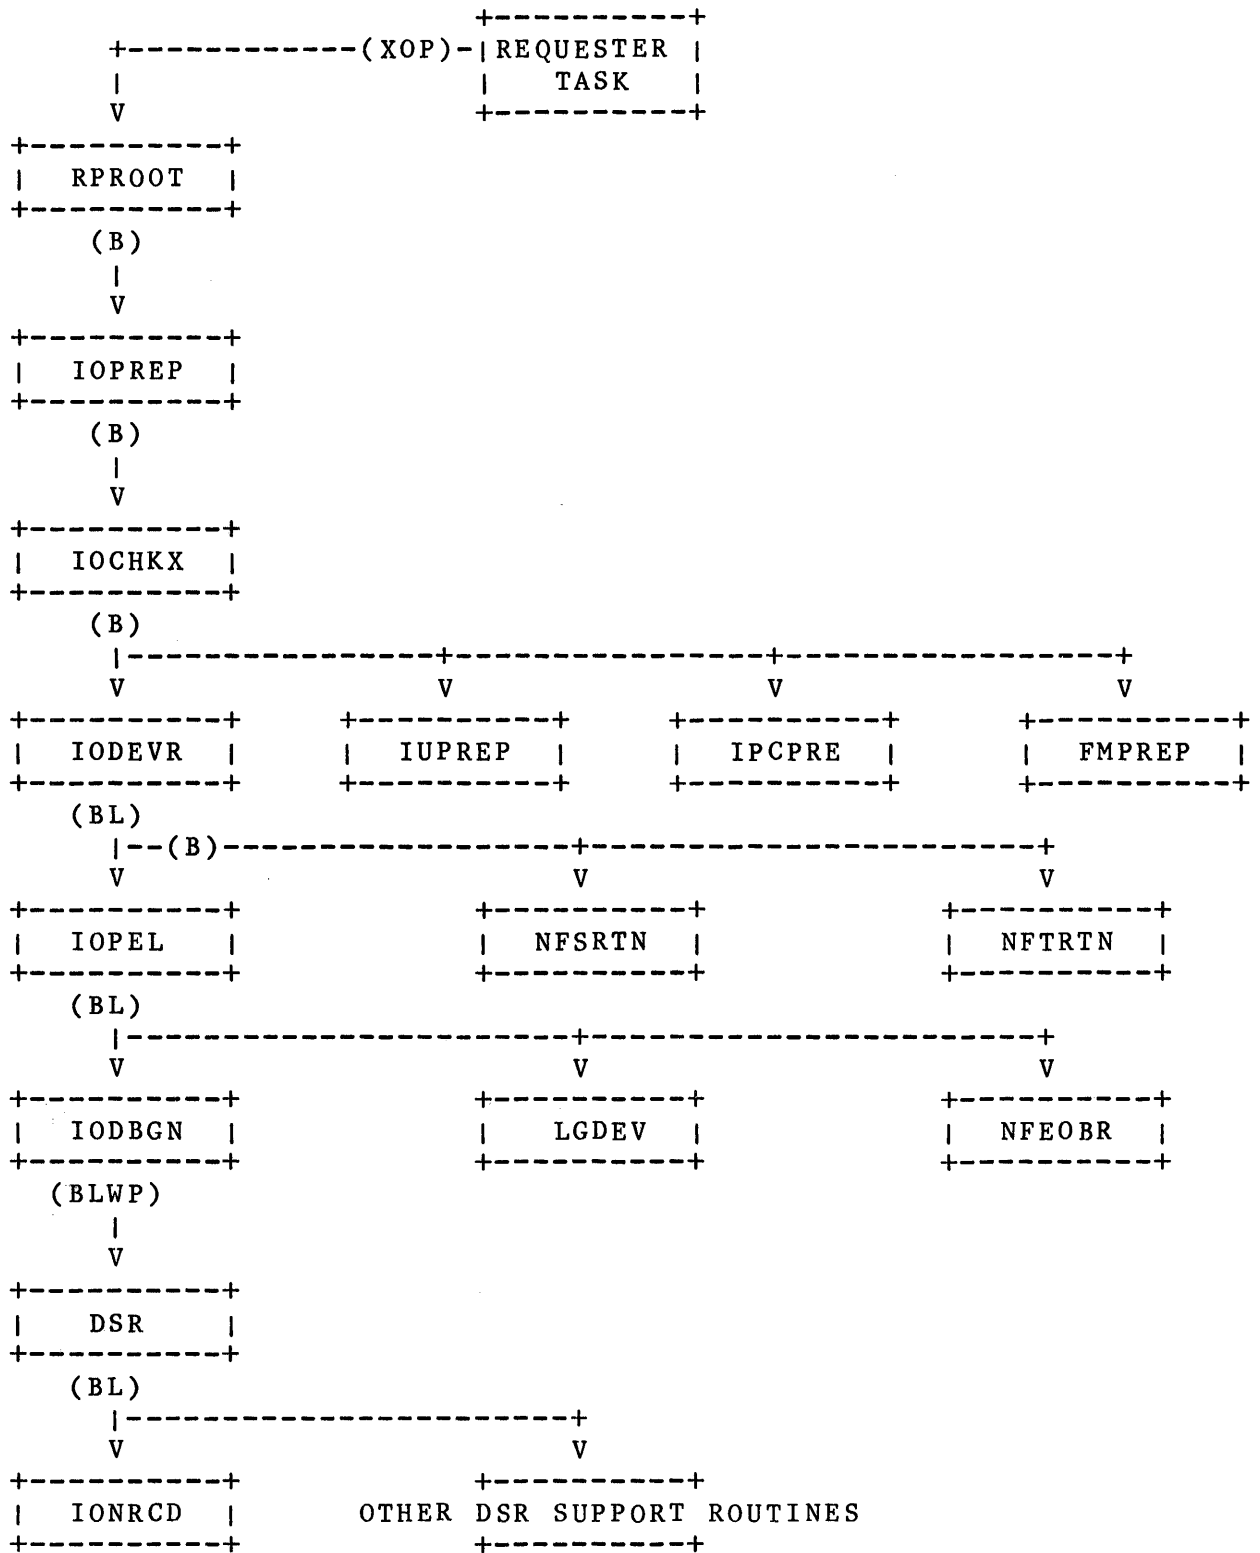 (XOP) REQUESTER
TASK
V
RPROOT
(B)
V
IOPREP
(B)
V
IOCHKX
(B)
V V V V
IODEVR IUPREP IPCPRE FMPREP
(BL)
(B)
V V V
IOPEL NFSRTN NFTRTN
(BL)
V V V
IODBGN LGDEV NFEOBR
(BLWP)
V
DSR
(BL)
V V
IONRCD OTHER DSR SUPPORT ROUTINES